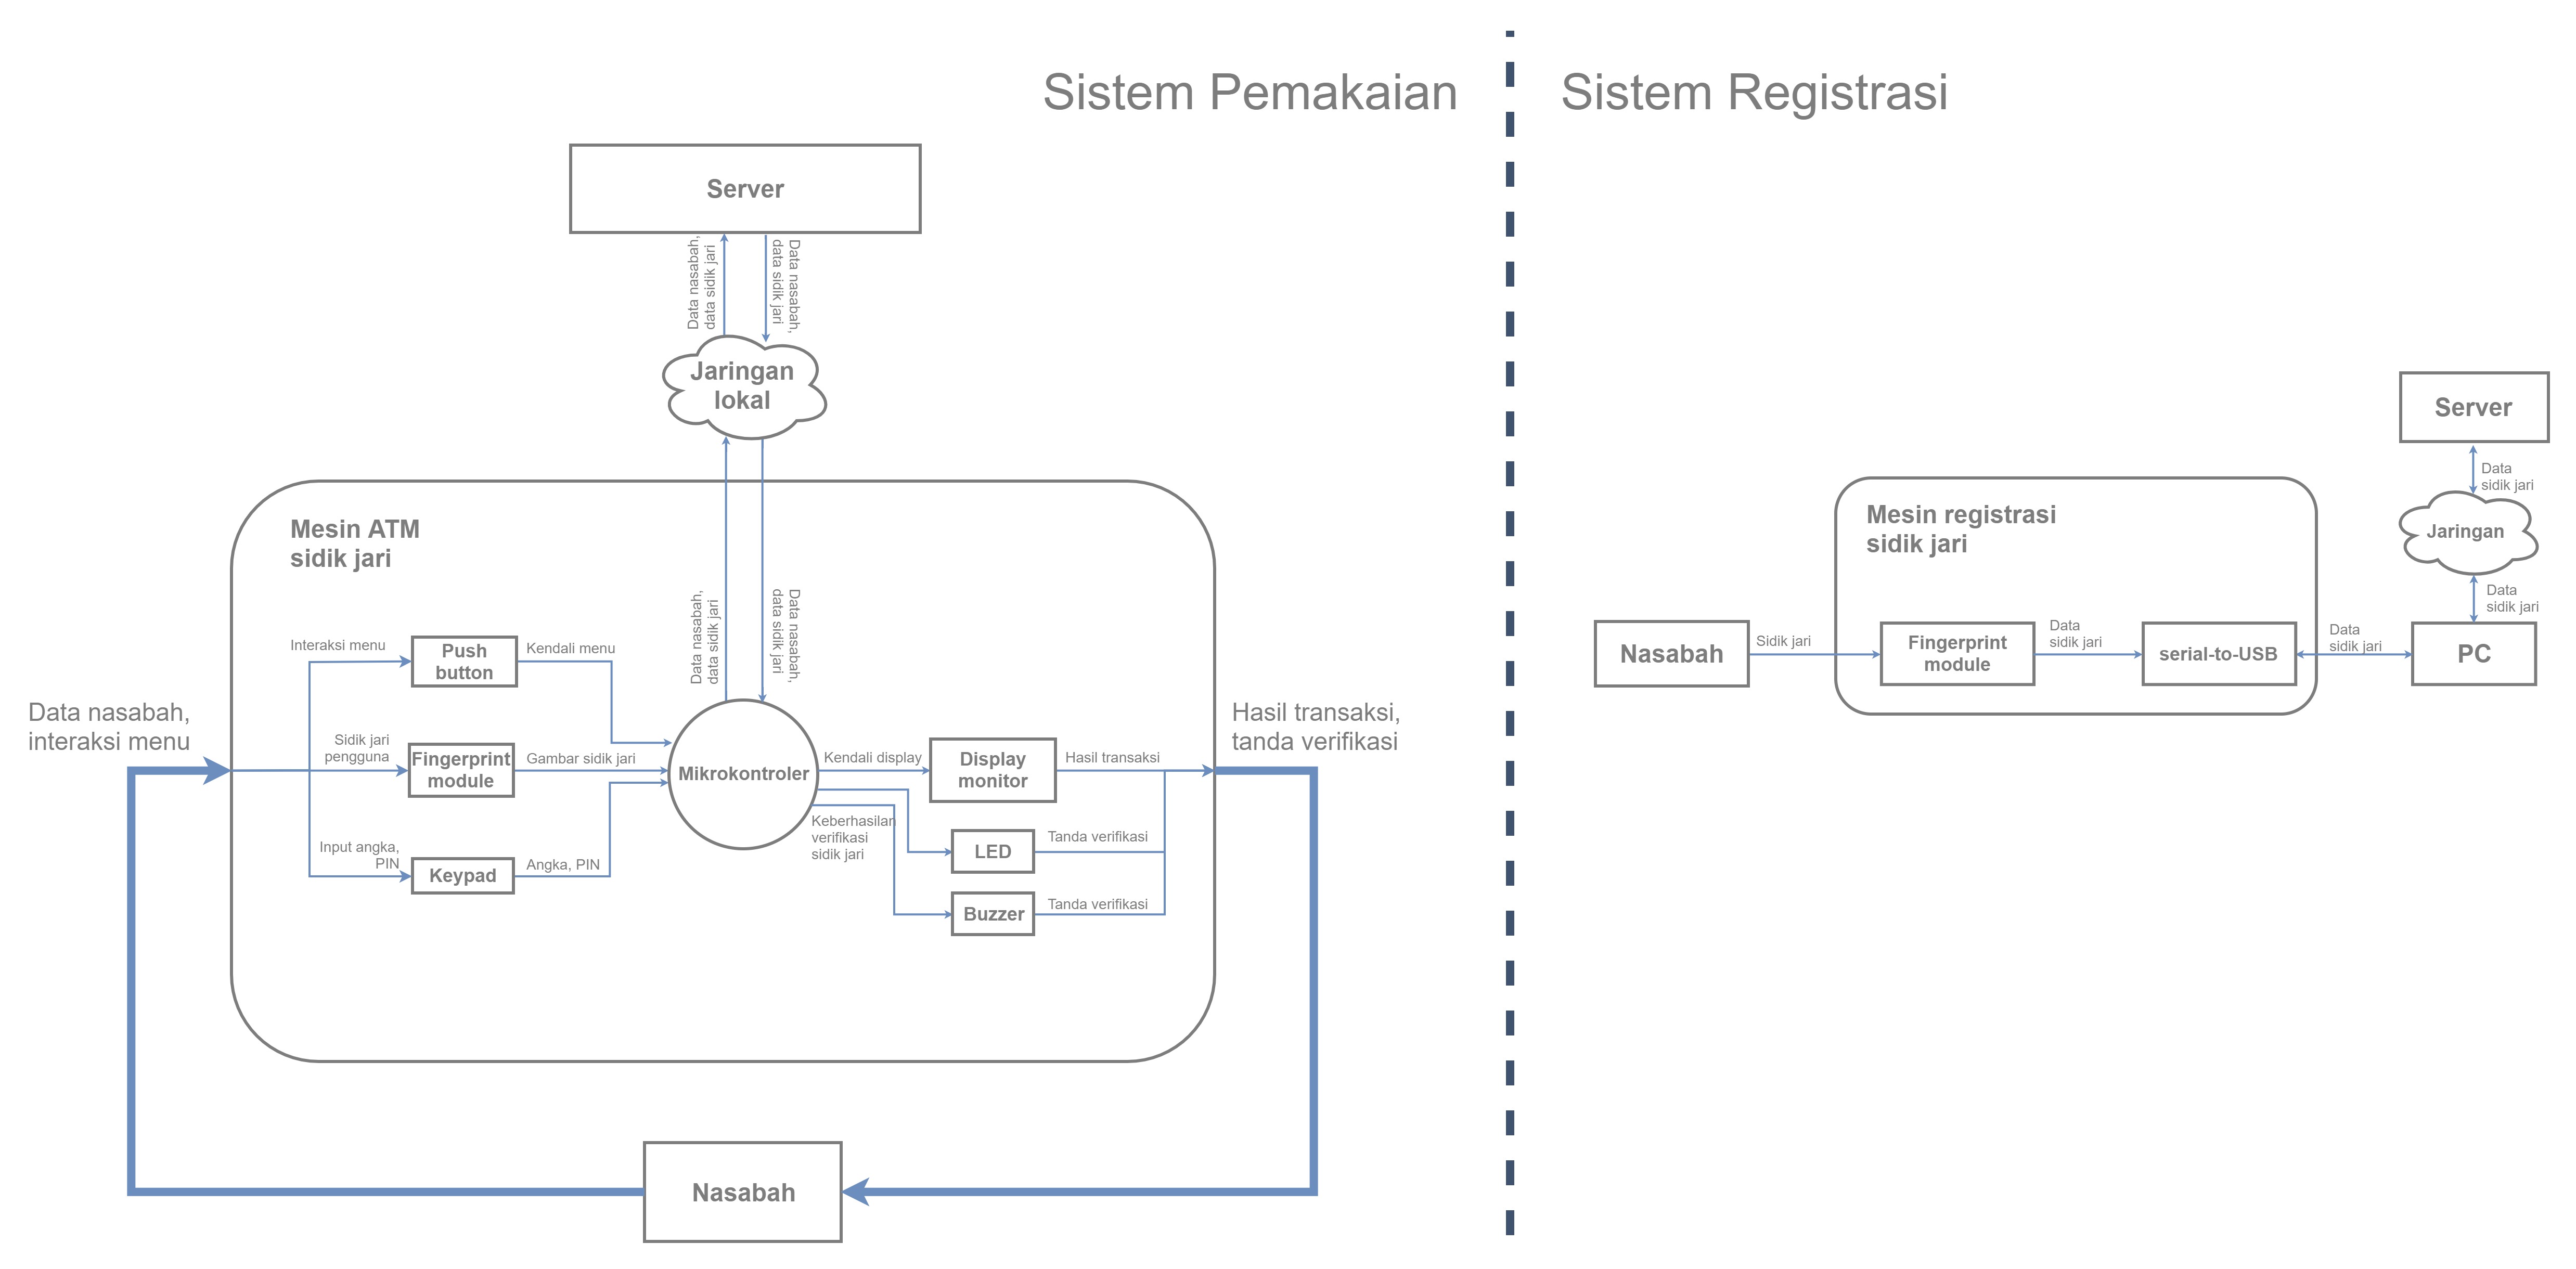 Sistem Pemakaian
Server
Data nasabah,
data sidik jari
Data nasabah,
data sidik jari
Jaringan
lokal
Mesin ATM
sidik jari
Data nasabah,
data sidik jari
Data nasabah,
data sidik jari
Interaksi menu
Push
button
Kendali menu
Data nasabah,
interaksi menu
Sidik jari
pengguna
Fingerprint
module
Gambar sidik jari
Input angka,
PIN
Keypad
Angka, PIN
Mikrokontroler
Kendali display
Display
monitor
Hasil transaksi
Keberhasilan
verifikasi
sidik jari
LED
Tanda verifikasi
Buzzer
Tanda verifikasi
Hasil transaksi,
tanda verifikasi
Nasabah
Sistem Registrasi
Nasabah
Sidik jari
Mesin registrasi
sidik jari
Fingerprint
module
Data
sidik jari
serial-to-USB
Data
sidik jari
PC
Data
sidik jari
Jaringan
Data
sidik jari
Server